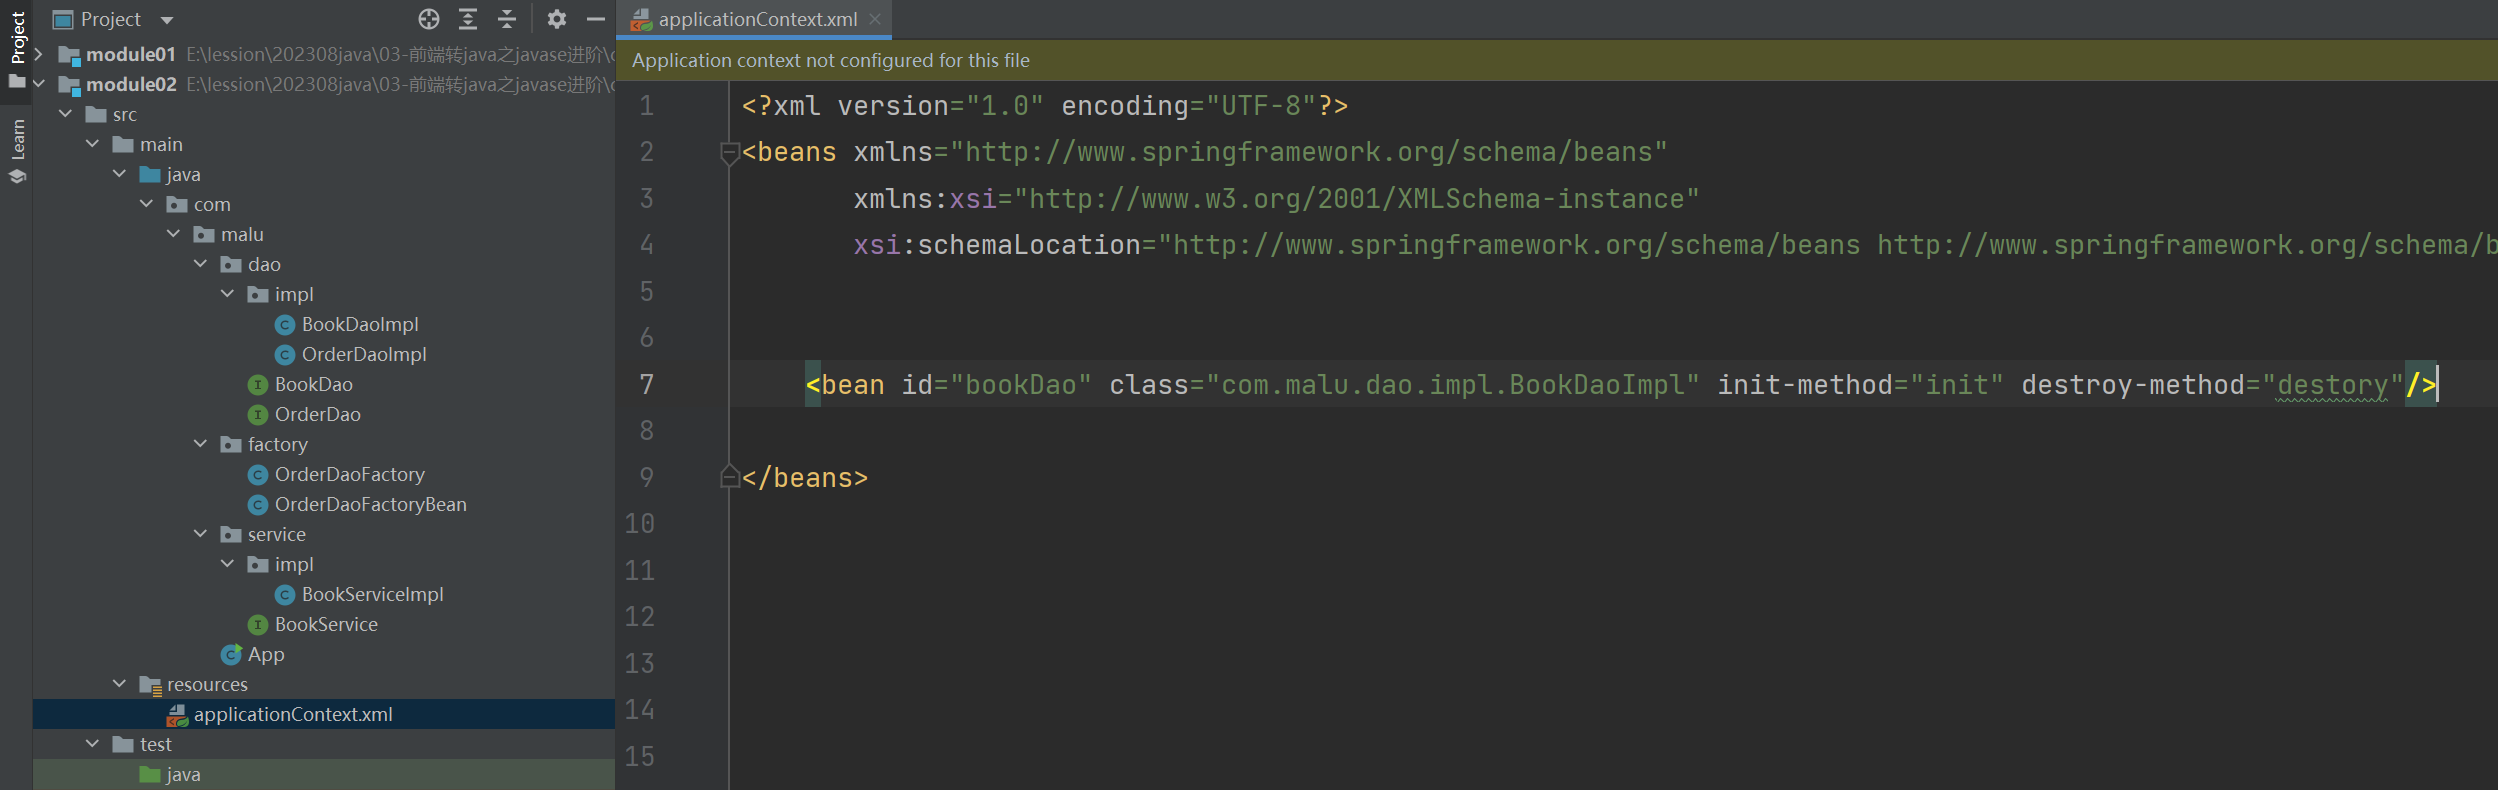 Project
Learn
Project
module01 E:\lession\202308java\03-前端转java之javase进阶\
module02 E:\lession\202308java\03-前端转java之javase进阶\
src
main
java
com
malu
dao
impl
BookDaoImpl
OrderDaoImpl
BookDao
OrderDao
factory
OrderDaoFactory
OrderDaoFactoryBean
service
impl
BookServiceImpl
BookService
App
resources
applicationContext.xml
test
java
applicationContext.xml
Application context not configured for this file
1 <?xml version="1.0" encoding="UTF-8"?>
2 <beans xmlns="http://www.springframework.org/schema/beans"
3 xmlns:xsi="http://www.w3.org/2001/XMLSchema-instance"
4 xsi:schemaLocation="http://www.springframework.org/schema/beans http://www.springframework.org/schema/b
5
6
7 <bean id="bookDao" class="com.malu.dao.impl.BookDaoImpl" init-method="init" destroy-method="destory"/>
8
9 </beans>
10
11
12
13
14
15